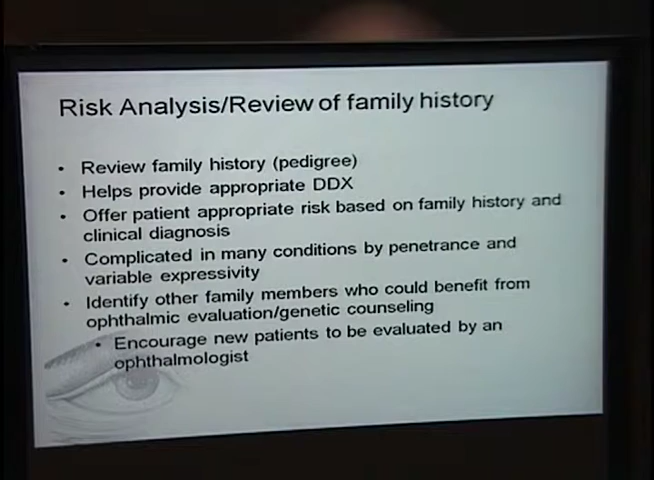 Risk Analysis/Review of family history
• Review family history (pedigree)
• Helps provide appropriate DDX
• Offer patient appropriate risk based on family history and
clinical diagnosis
• Complicated in many conditions by penetrance and
variable expressivity
• Identify other family members who could benefit from
ophthalmic evaluation/genetic counseling
• Encourage new patients to be evaluated by an
ophthalmologist